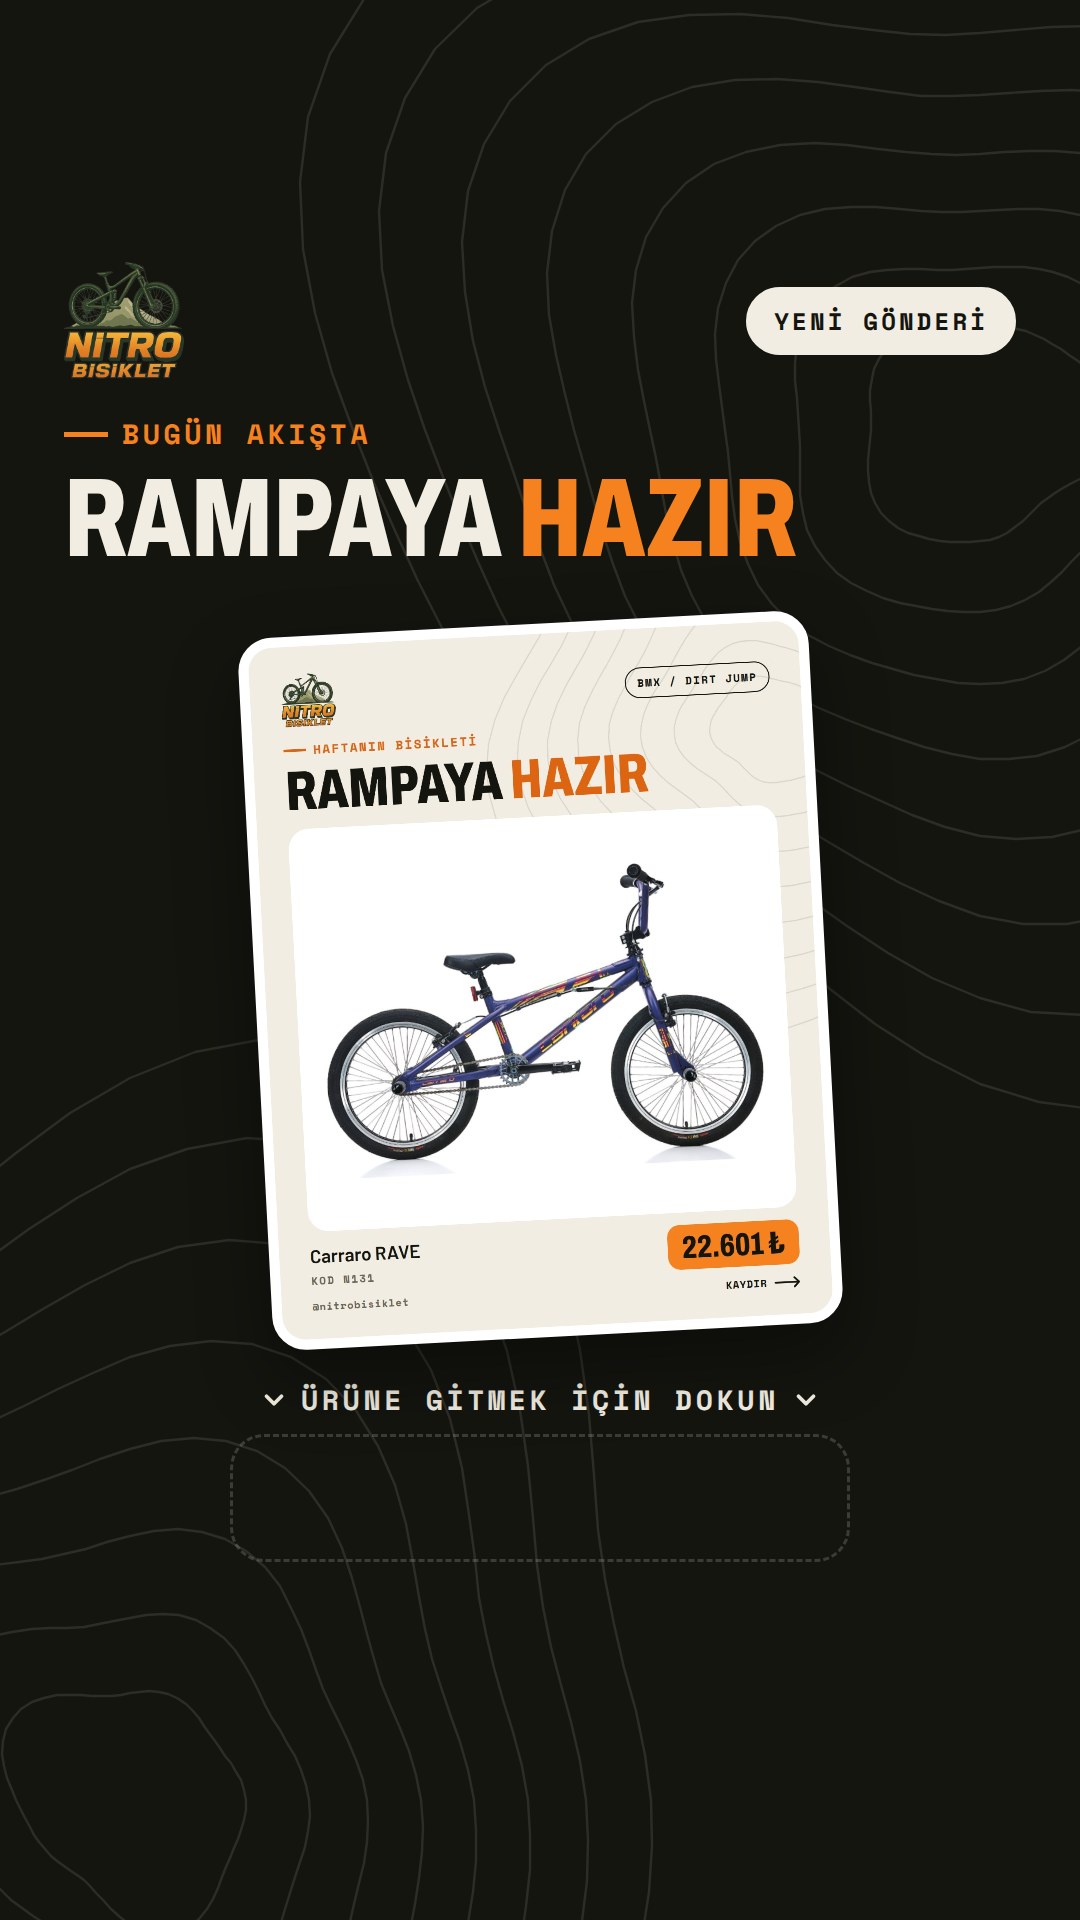 NiTRO
BiSiKLET
YENİ GÖNDERİ
BUGÜN AKIŞTA
RAMPAYA HAZIR
NiTRO
BiSiKLET
BMX / DIRT JUMP
HAFTANIN BİSİKLETİ
RAMPAYA HAZIR
Carraro
Carraro RAVE
22.601 ₺
KOD N131
KAYDIR
@nitrobisiklet
ÜRÜNE GİTMEK İÇİN DOKUN